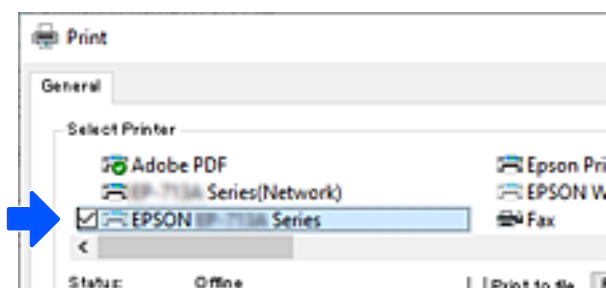 Print
General
Select Printer
Adobe PDF
Epson Pri
Series(Network)
EPSON W
EPSON Series
Fax
Status: Offline
Print to file